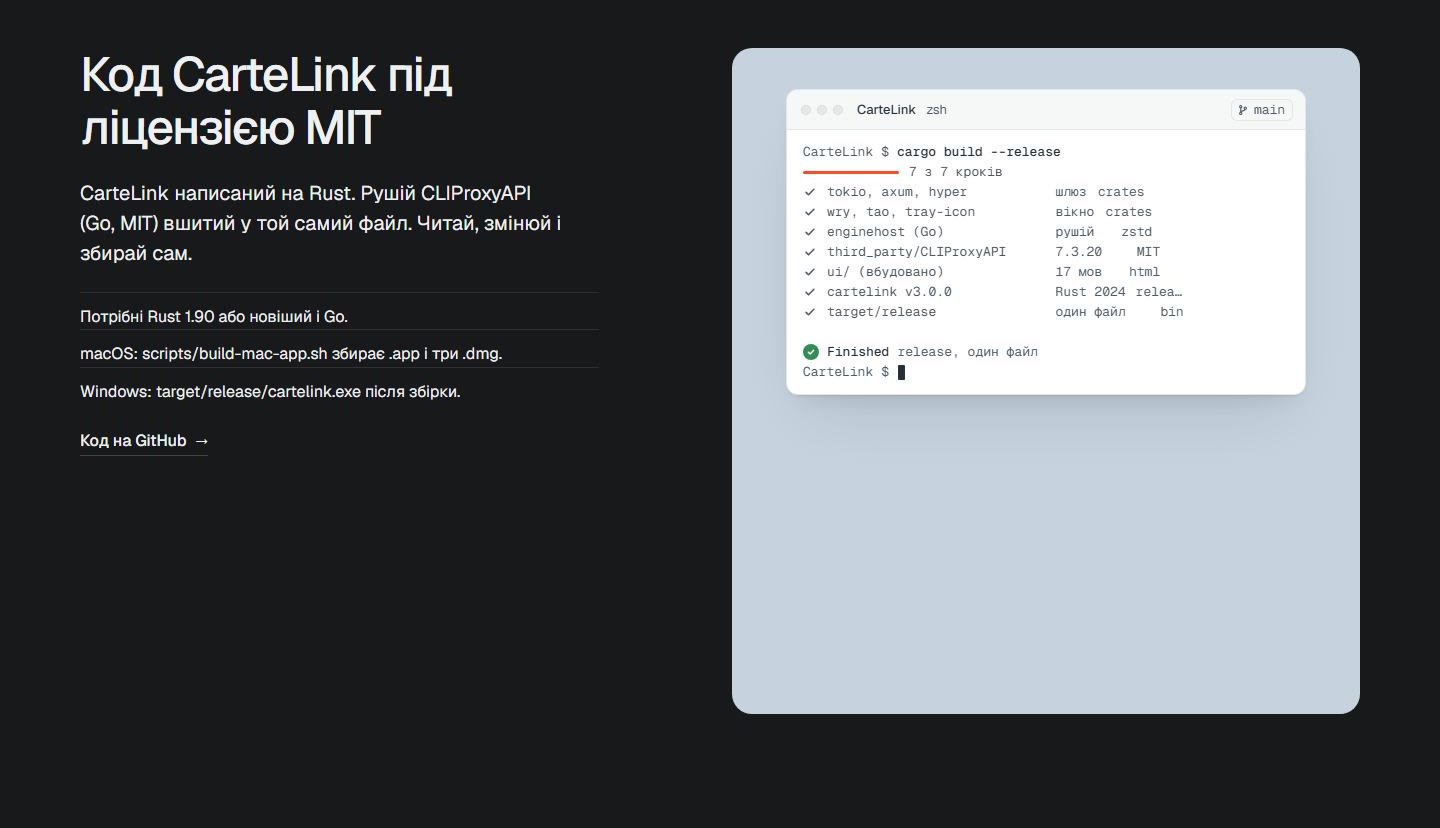 Код CarteLink під
ліцензією MIT
CarteLink написаний на Rust. Рушій CLIProxyAPI
(Go, MIT) вшитий у той самий файл. Читай, змінюй і
збирай сам.
Потрібні Rust 1.90 або новіший і Go.
macOS: scripts/build-mac-app.sh збирає .app і три .dmg.
Windows: target/release/cartelink.exe після збірки.
Код на GitHub →
CarteLink zsh main
CarteLink $ cargo build --release
7 з 7 кроків
tokio, axum, hyper шлюз crates
wry, tao, tray-icon вікно crates
enginehost (Go) рушій zstd
third_party/CLIProxyAPI 7.3.20 MIT
ui/ (вбудовано) 17 мов html
cartelink v3.0.0 Rust 2024 relea…
target/release один файл bin
Finished release, один файл
CarteLink $